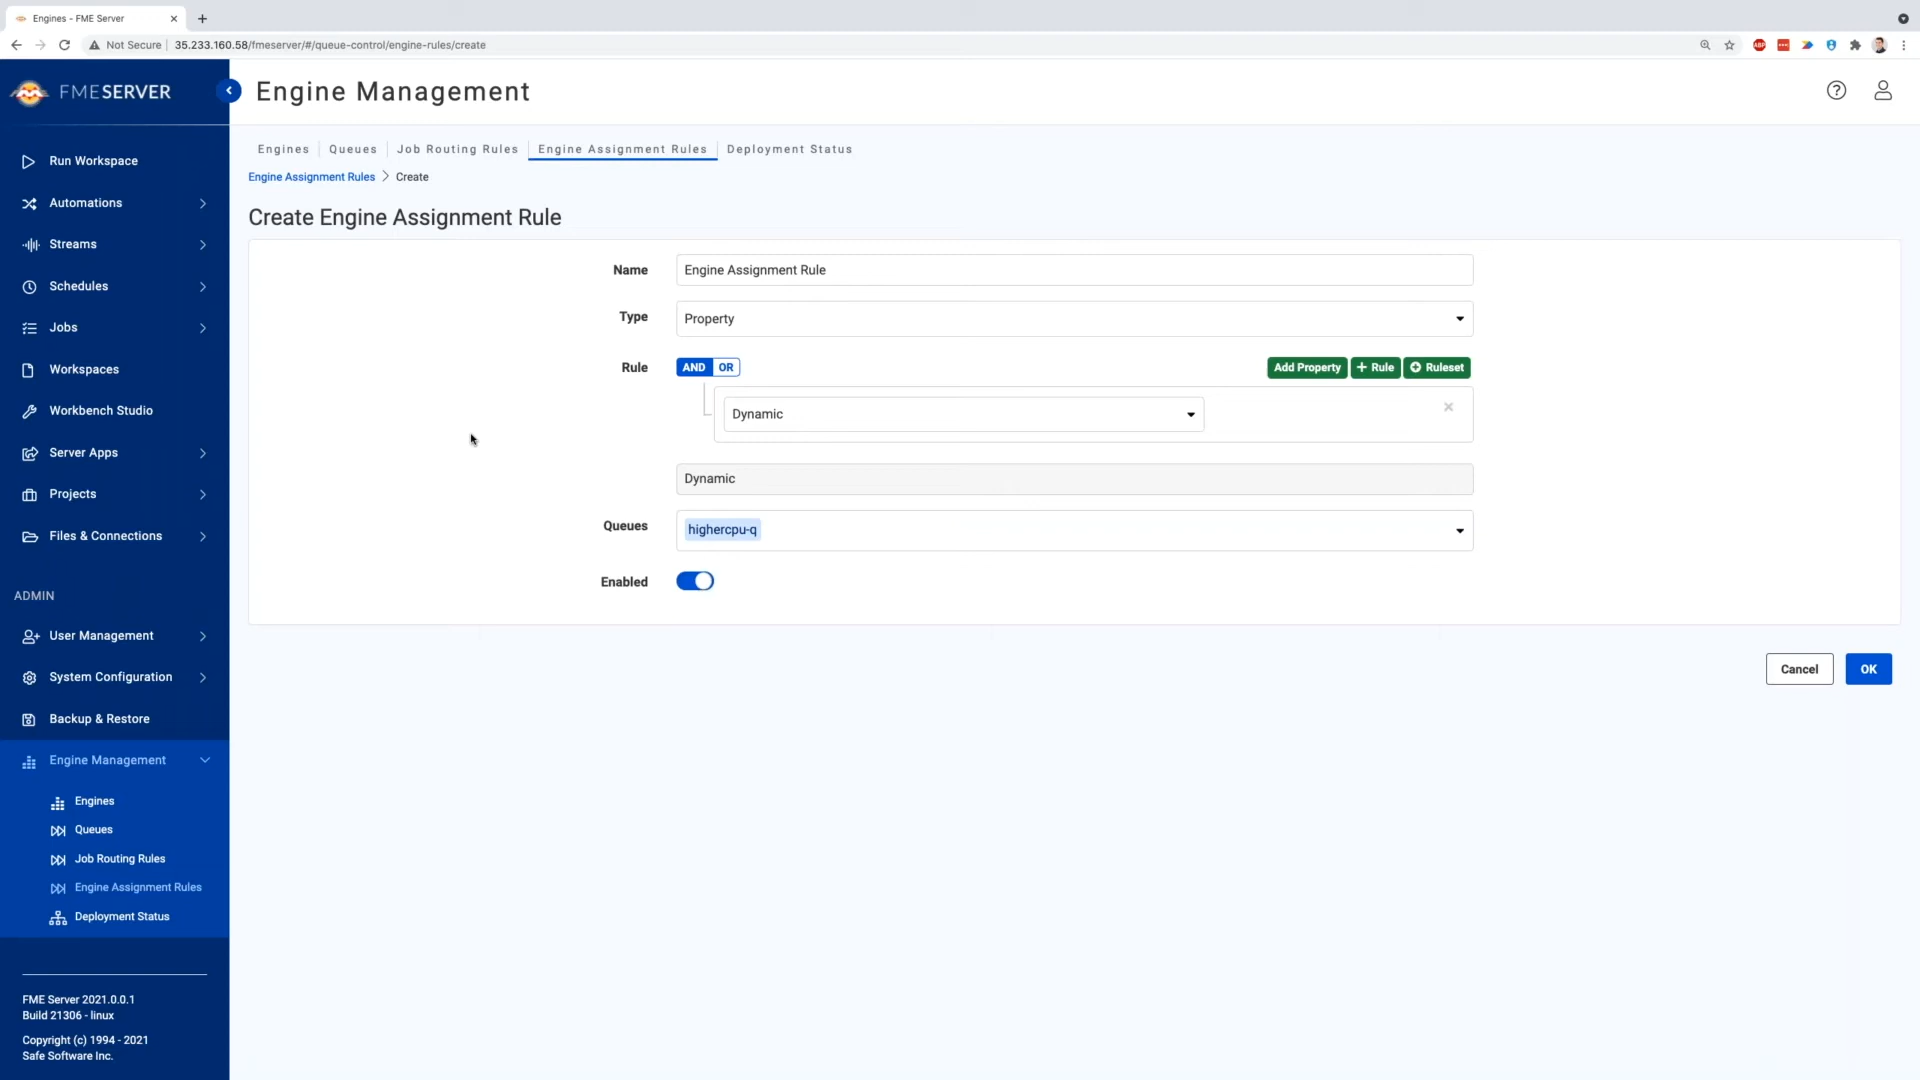 Engines - FME Server
Not Secure
35.233.160.58/fmeserver/#/queue-control/engine-rules/create
ABP
FMESERVER
Engine Management
Run Workspace
Automations
Streams
Schedules
Jobs
Workspaces
Workbench Studio
Server Apps
Projects
Files & Connections
ADMIN
User Management
System Configuration
Backup & Restore
Engine Management
Engines
Queues
Job Routing Rules
Engine Assignment Rules
Deployment Status
FME Server 2021.0.0.1
Build 21306 - linux
Copyright (c) 1994 - 2021
Safe Software Inc.
Engines Queues Job Routing Rules Engine Assignment Rules Deployment Status
Engine Assignment Rules > Create
Create Engine Assignment Rule
Name Engine Assignment Rule
Type Property
Rule AND OR Add Property + Rule Ruleset
Dynamic
Dynamic
Queues highercpu-q
Enabled
Cancel OK